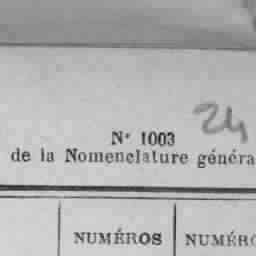 24
N° 1003
de la Nomenclature généra
NUMÉROS NUMÉRO